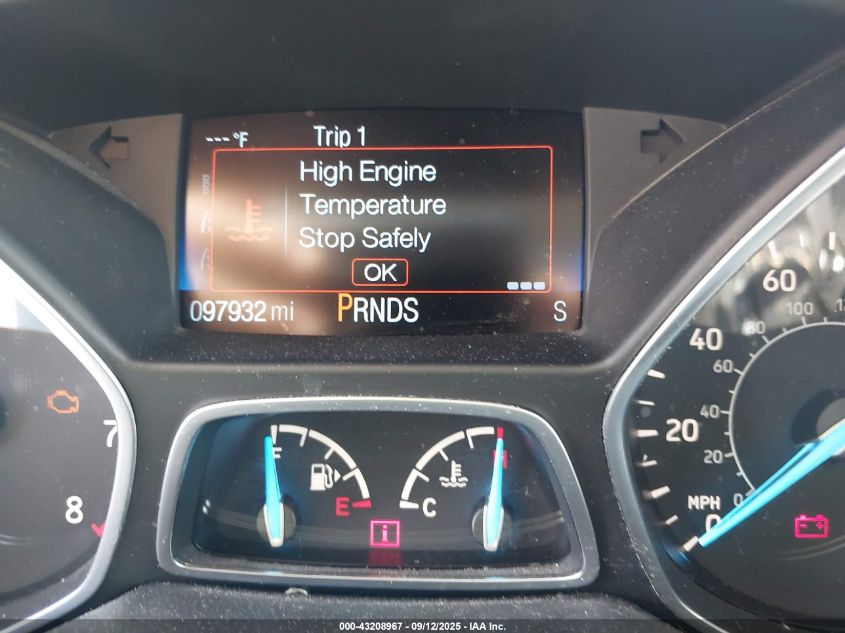 --- °F Trip 1
High Engine
Temperature
Stop Safely
OK
097932 mi PRNDS S
60
100
80
40
60
7
F
40
20
H
20
E
C
8
i
MPH
0
0
000-43208967 - 09/12/2025 - IAA Inc.